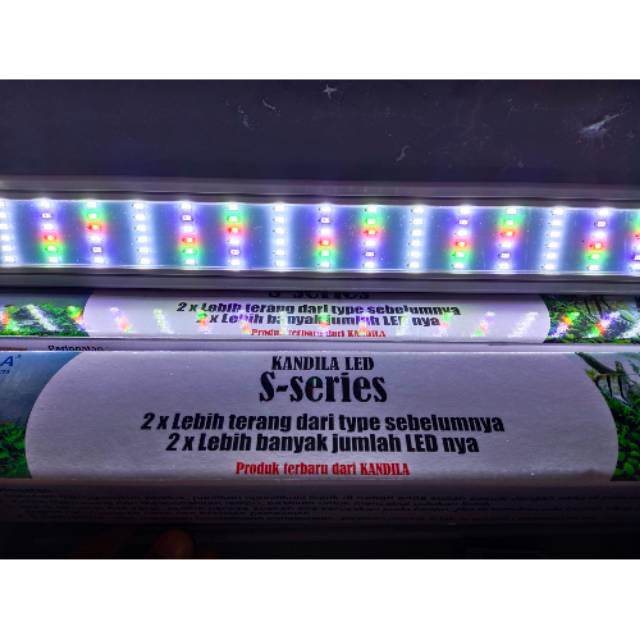 S-series
2 x Lebih terang dari type sebelumnya
2 x Lebih banyak jumlah LED nya
Produk terbaru dari KANDILA
KANDILA LED
S-series
2 x Lebih terang dari type sebelumnya
2 x Lebih banyak jumlah LED nya
Produk terbaru dari KANDILA